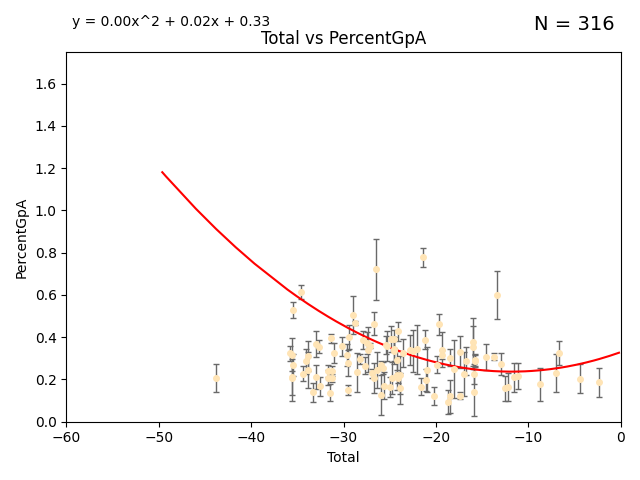 y = 0.00x^2 + 0.02x + 0.33
N = 316
Total vs PercentGpA
PercentGpA
1.6
1.4
1.2
1.0
0.8
0.6
0.4
0.2
0.0
−60 −50 −40 −30 −20 −10 0
Total